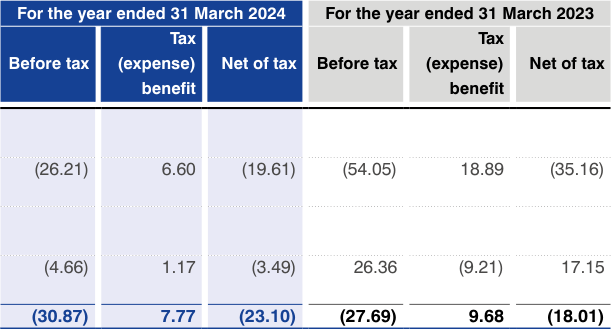 For the year ended 31 March 2024 For the year ended 31 March 2023
Before tax Tax (expense) benefit Net of tax Before tax Tax (expense) benefit Net of tax
(26.21) 6.60 (19.61) (54.05) 18.89 (35.16)
(4.66) 1.17 (3.49) 26.36 (9.21) 17.15
(30.87) 7.77 (23.10) (27.69) 9.68 (18.01)